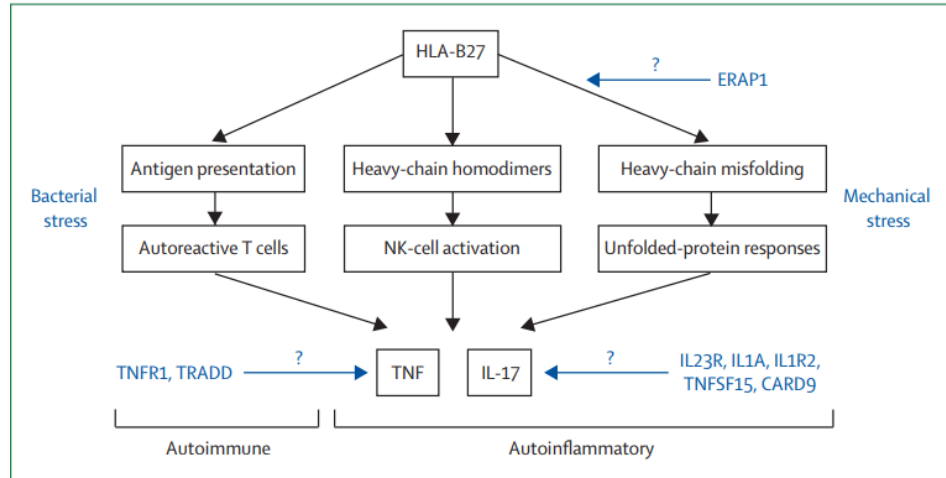 HLA-B27
?
ERAP1
Antigen presentation
Heavy-chain homodimers
Heavy-chain misfolding
Bacterial
stress
Mechanical
stress
Autoreactive T cells
NK-cell activation
Unfolded-protein responses
TNFR1, TRADD
?
TNF
IL-17
?
IL23R, IL1A, IL1R2,
TNFSF15, CARD9
Autoimmune
Autoinflammatory